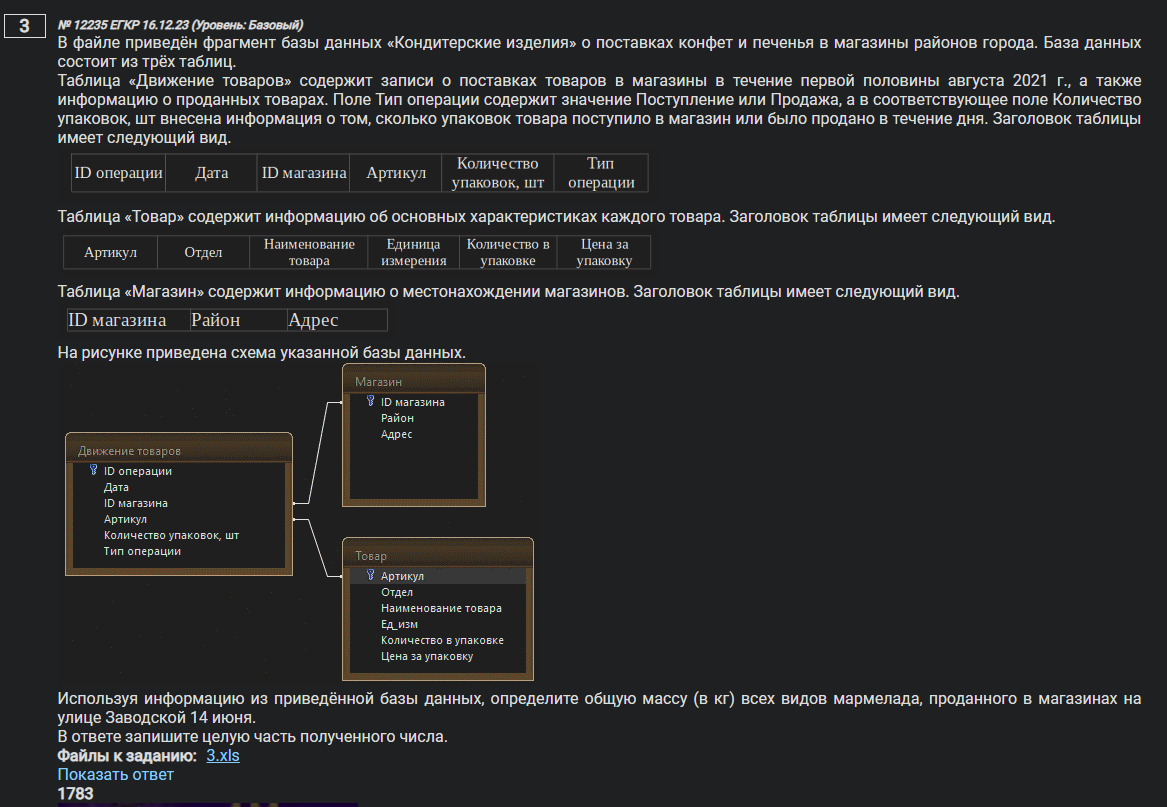 3
№ 12235 ЕГКР 16.12.23 (Уровень: Базовый)
В файле приведён фрагмент базы данных «Кондитерские изделия» о поставках конфет и печенья в магазины районов города. База данных
состоит из трёх таблиц.
Таблица «Движение товаров» содержит записи о поставках товаров в магазины в течение первой половины августа 2021 г., а также
информацию о проданных товарах. Поле Тип операции содержит значение Поступление или Продажа, а в соответствующее поле Количество
упаковок, шт внесена информация о том, сколько упаковок товара поступило в магазин или было продано в течение дня. Заголовок таблицы
имеет следующий вид.
ID операции Дата ID магазина Артикул Количество упаковок, шт Тип операции
Таблица «Товар» содержит информацию об основных характеристиках каждого товара. Заголовок таблицы имеет следующий вид.
Артикул Отдел Наименование товара Единица измерения Количество в упаковке Цена за упаковку
Таблица «Магазин» содержит информацию о местонахождении магазинов. Заголовок таблицы имеет следующий вид.
ID магазина Район Адрес
На рисунке приведена схема указанной базы данных.
Магазин
ID магазина
Район
Адрес
Движение товаров
ID операции
Дата
ID магазина
Артикул
Количество упаковок, шт
Тип операции
Товар
Артикул
Отдел
Наименование товара
Ед_изм
Количество в упаковке
Цена за упаковку
Используя информацию из приведённой базы данных, определите общую массу (в кг) всех видов мармелада, проданного в магазинах на
улице Заводской 14 июня.
В ответе запишите целую часть полученного числа.
Файлы к заданию: 3.xls
Показать ответ
1783